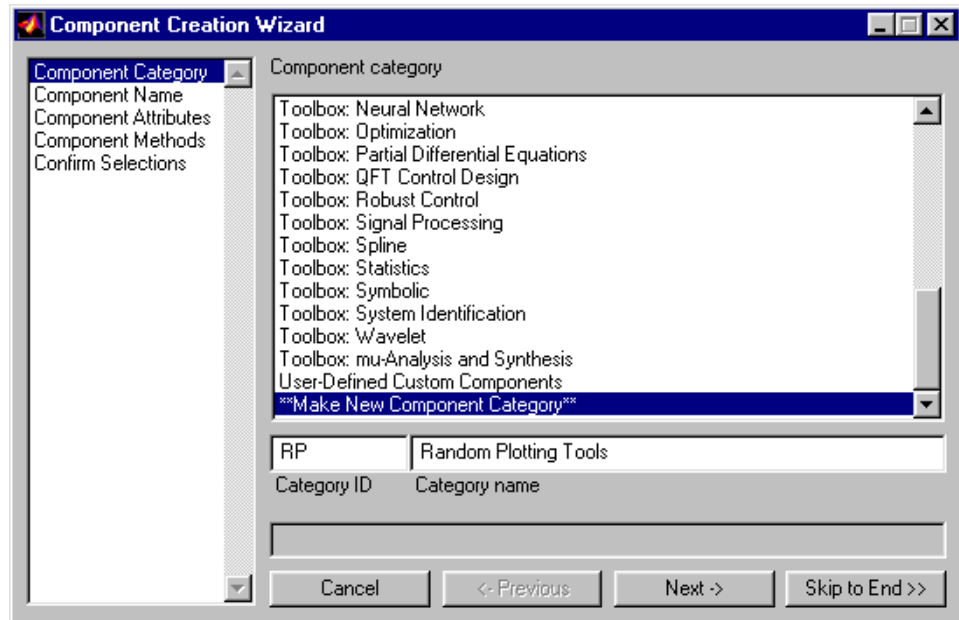 Component Creation Wizard
Component Category
Component Name
Component Attributes
Component Methods
Confirm Selections
Component category
Toolbox: Neural Network
Toolbox: Optimization
Toolbox: Partial Differential Equations
Toolbox: QFT Control Design
Toolbox: Robust Control
Toolbox: Signal Processing
Toolbox: Spline
Toolbox: Statistics
Toolbox: Symbolic
Toolbox: System Identification
Toolbox: Wavelet
Toolbox: mu-Analysis and Synthesis
User-Defined Custom Components
**Make New Component Category**
RP Random Plotting Tools
Category ID Category name
Cancel <- Previous Next -> Skip to End >>